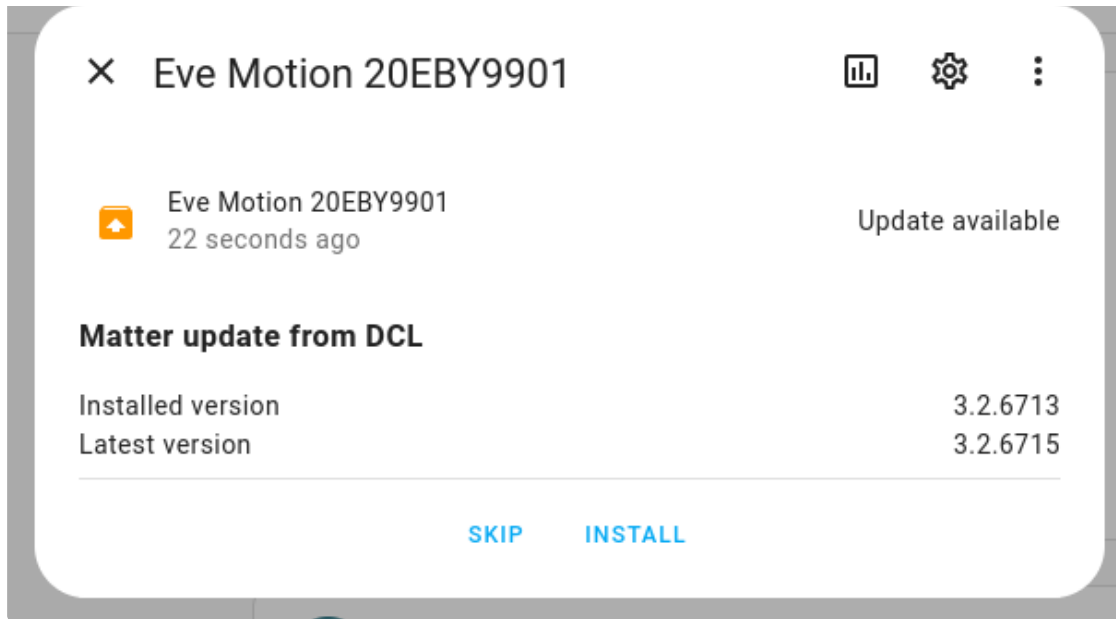 Eve Motion 20EBY9901
Eve Motion 20EBY9901
22 seconds ago
Update available
Matter update from DCL
Installed version 3.2.6713
Latest version 3.2.6715
SKIP INSTALL